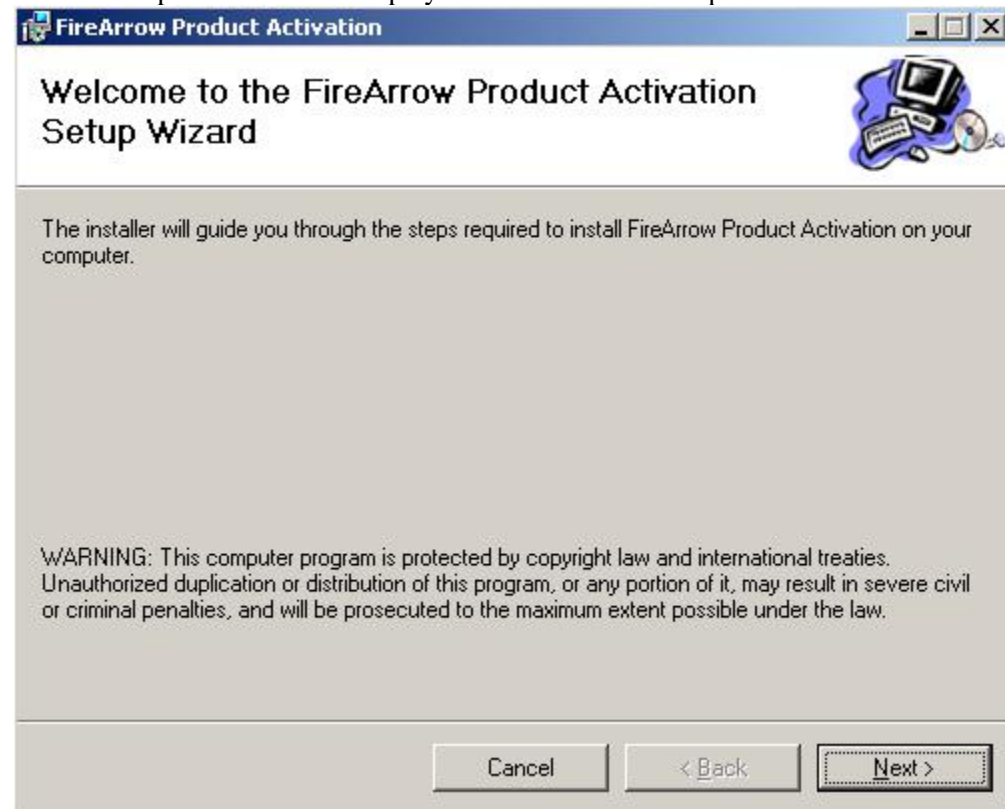 FireArrow Product Activation
Welcome to the FireArrow Product Activation
Setup Wizard
The installer will guide you through the steps required to install FireArrow Product Activation on your
computer.
WARNING: This computer program is protected by copyright law and international treaties.
Unauthorized duplication or distribution of this program, or any portion of it, may result in severe civil
or criminal penalties, and will be prosecuted to the maximum extent possible under the law.
Cancel
< Back
Next >